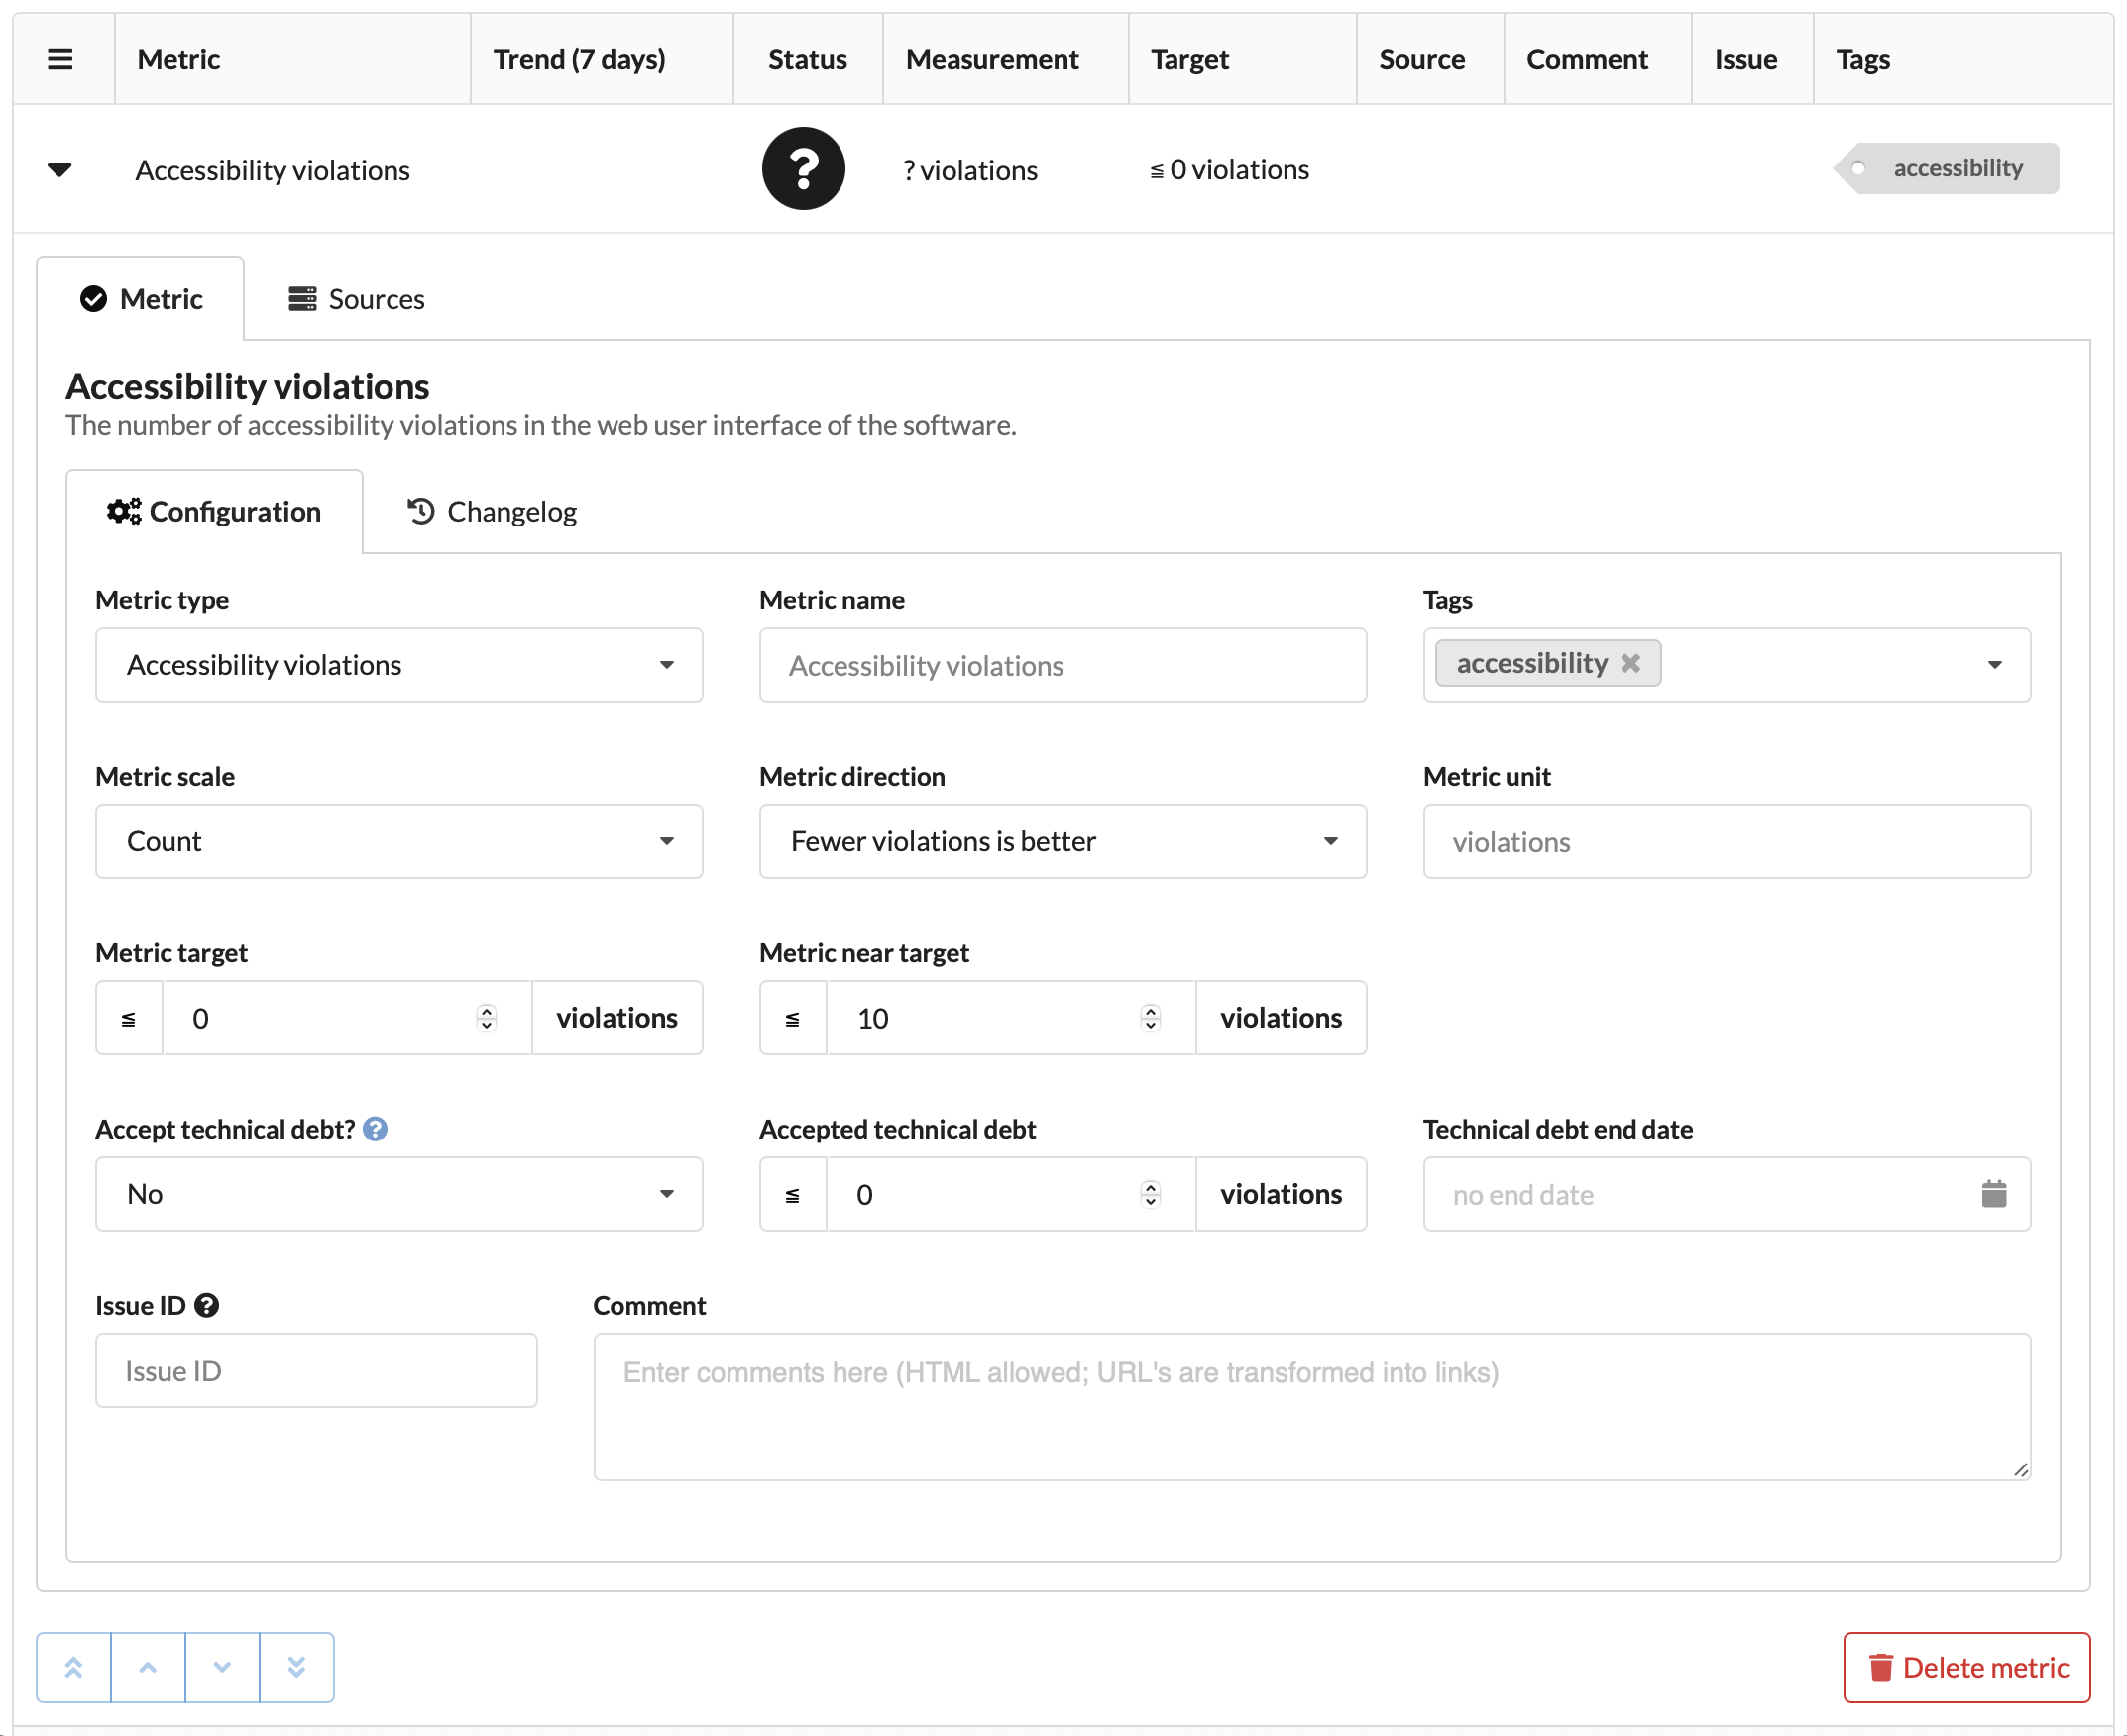 Metric Trend (7 days) Status Measurement Target Source Comment Issue Tags
Accessibility violations ? ? violations ≦ 0 violations accessibility
Metric Sources
Accessibility violations
The number of accessibility violations in the web user interface of the software.
Configuration Changelog
Metric type Metric name Tags
Accessibility violations Accessibility violations accessibility
Metric scale Metric direction Metric unit
Count Fewer violations is better violations
Metric target Metric near target
≦ 0 violations ≦ 10 violations
Accept technical debt? ? Accepted technical debt Technical debt end date
No ≦ 0 violations no end date
Issue ID ? Comment
Issue ID Enter comments here (HTML allowed; URL's are transformed into links)
Delete metric